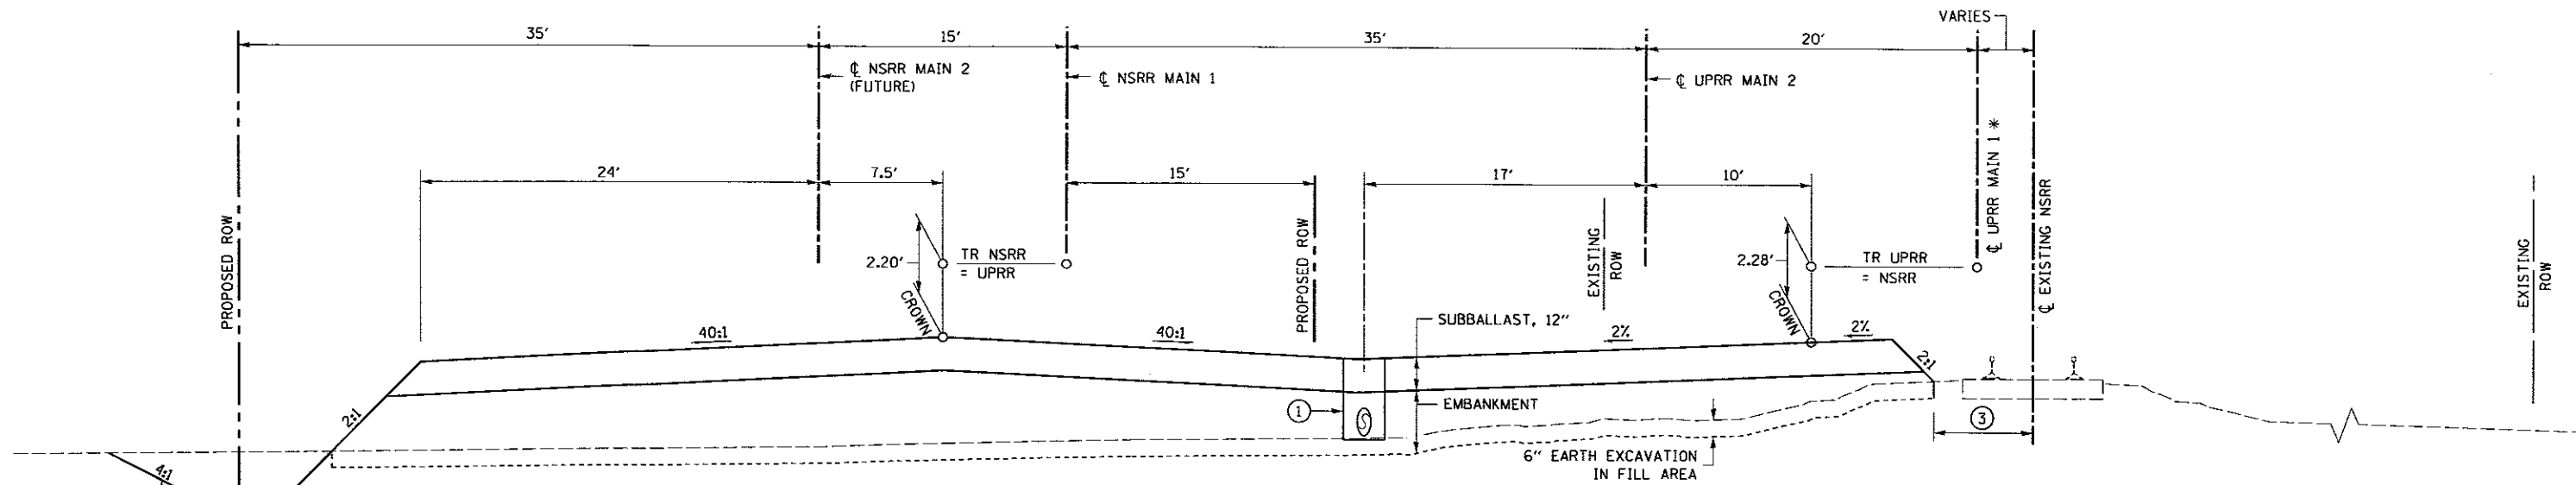 VARIES
35'
15'
35'
20'
℄ NSRR MAIN 2
(FUTURE)
℄ NSRR MAIN 1
℄ UPRR MAIN 2
℄ UPRR MAIN 1 *
℄ EXISTING NSRR
24'
7.5'
15'
17'
10'
PROPOSED ROW
2.20'
TR NSRR
= UPRR
CROWN
PROPOSED ROW
EXISTING
ROW
2.28'
TR UPRR
= NSRR
CROWN
EXISTING
ROW
40:1
40:1
SUBBALLAST, 12"
2%
2%
2:1
2:1
1
EMBANKMENT
3
6" EARTH EXCAVATION
IN FILL AREA
4:1